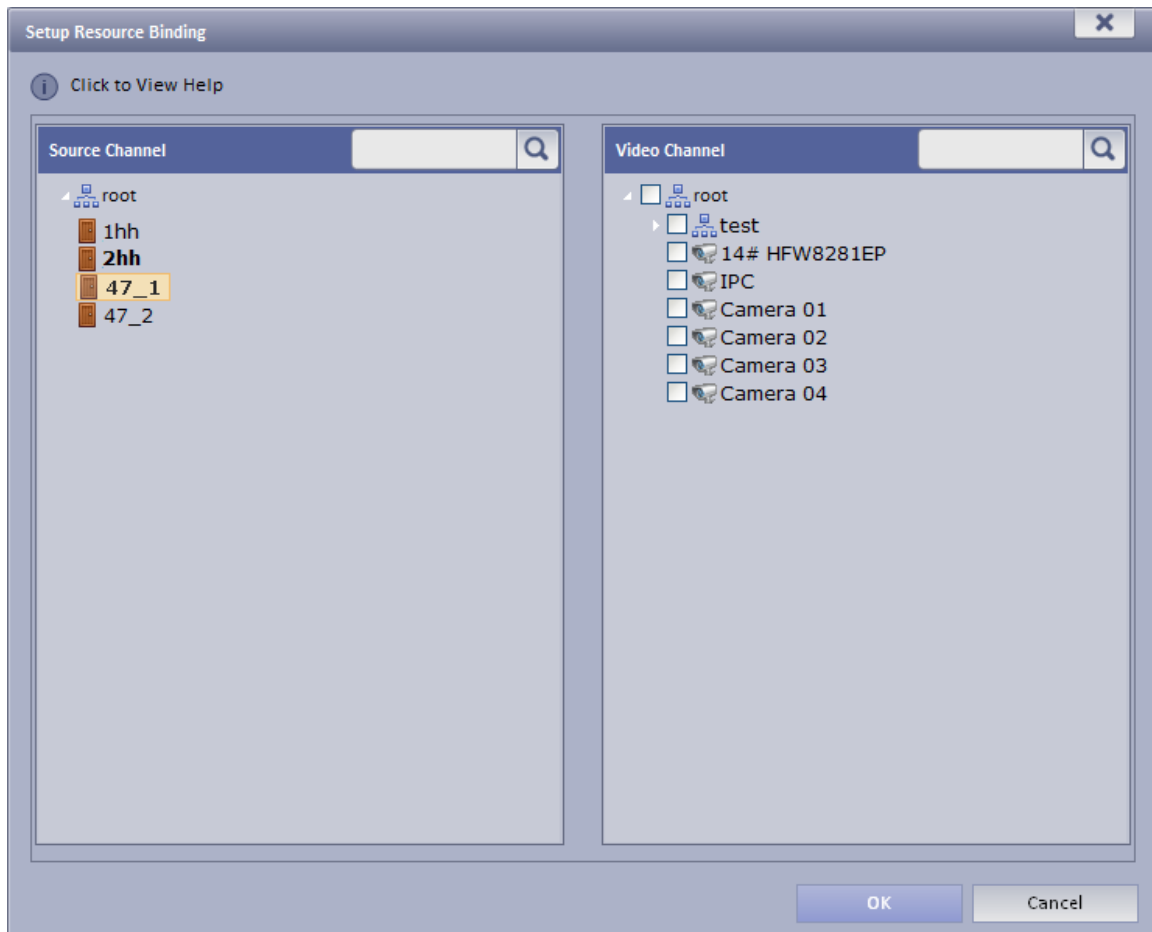 Setup Resource Binding
Click to View Help
Source Channel
root
1hh
2hh
47_1
47_2
Video Channel
root
test
14# HFW8281EP
IPC
Camera 01
Camera 02
Camera 03
Camera 04
OK
Cancel